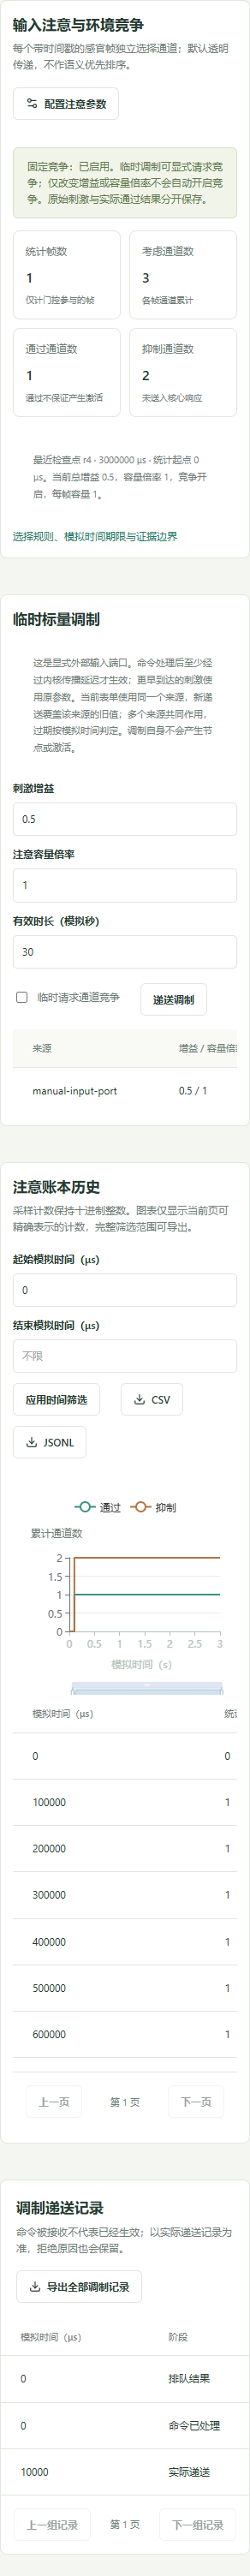 输入注意与环境竞争
每个带时间戳的感官帧独立选择通道；默认透明
传递，不作语义优先排序。
配置注意参数
固定竞争：已启用。临时调制可显式请求竞
争；仅改变增益或容量倍率不会自动开启竞
争。原始刺激与实际通过结果分开保存。
统计帧数
1
仅计门控参与的帧
考虑通道数
3
各帧通道累计
通过通道数
1
通过不保证产生激活
抑制通道数
2
未送入核心响应
最近检查点 r4 · 3000000 μs · 统计起点 0
μs。当前总增益 0.5，容量倍率 1，竞争开
启，每帧容量 1。
选择规则、模拟时间期限与证据边界
临时标量调制
这是显式外部输入端口。命令处理后至少经
过内核传播延迟才生效；更早到达的刺激使
用原参数。当前表单使用同一个来源，新递
送覆盖该来源的旧值；多个来源共同作用，
过期按模拟时间判定。调制自身不会产生节
点或激活。
刺激增益
0.5
注意容量倍率
1
有效时长（模拟秒）
30
临时请求通道竞争
递送调制
来源
增益 / 容量倍
manual-input-port
0.5 / 1
注意账本历史
采样计数保持十进制整数。图表仅显示当前页可
精确表示的计数，完整筛选范围可导出。
起始模拟时间（μs）
0
结束模拟时间（μs）
不限
应用时间筛选
CSV
JSONL
通过 抑制
累计通道数
2
1.5
1
0.5
0
0 0.5 1 1.5 2 2.5 3
模拟时间（s）
模拟时间（μs）
统
0 0
100000 1
200000 1
300000 1
400000 1
500000 1
600000 1
上一页 第 1 页 下一页
调制递送记录
命令被接收不代表已经生效；以实际递送记录为
准，拒绝原因也会保留。
导出全部调制记录
模拟时间（μs） 阶段
0 排队结果
0 命令已处理
10000 实际递送
上一组记录 第 1 页 下一组记录